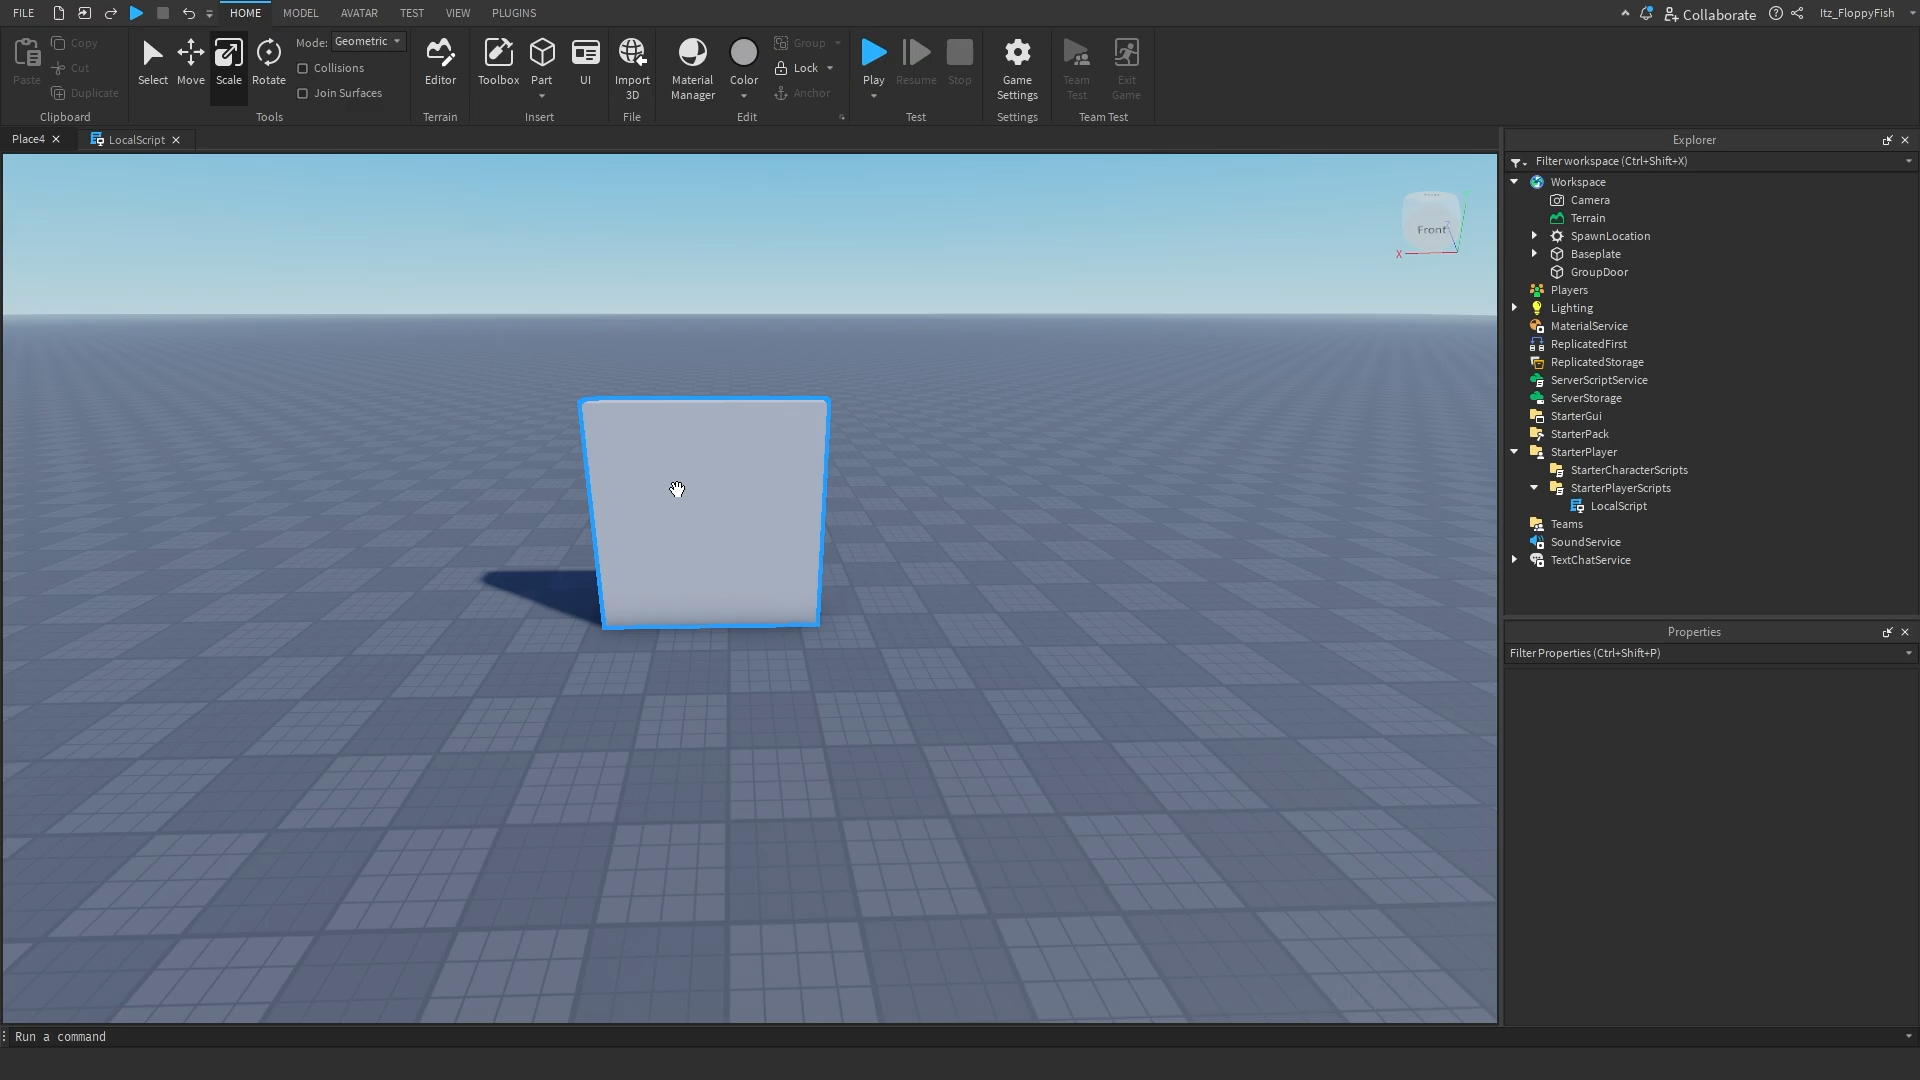 FILE HOME MODEL AVATAR TEST VIEW PLUGINS Collaborate Itz_FloppyFish
Paste Copy Cut Duplicate
Clipboard
Select Move Scale Rotate
Mode: Geometric
Collisions
Join Surfaces
Tools
Editor
Terrain
Toolbox Part UI
Insert
Import
3D
File
Material
Manager
Color
Group
Lock
Anchor
Edit
Play Resume Stop
Test
Game
Settings
Settings
Team
Test
Exit
Game
Team Test
Place4 LocalScript
Front
X
Z
Explorer
Filter workspace (Ctrl+Shift+X)
Workspace
Camera
Terrain
SpawnLocation
Baseplate
GroupDoor
Players
Lighting
MaterialService
ReplicatedFirst
ReplicatedStorage
ServerScriptService
ServerStorage
StarterGui
StarterPack
StarterPlayer
StarterCharacterScripts
StarterPlayerScripts
LocalScript
Teams
SoundService
TextChatService
Properties
Filter Properties (Ctrl+Shift+P)
Run a command